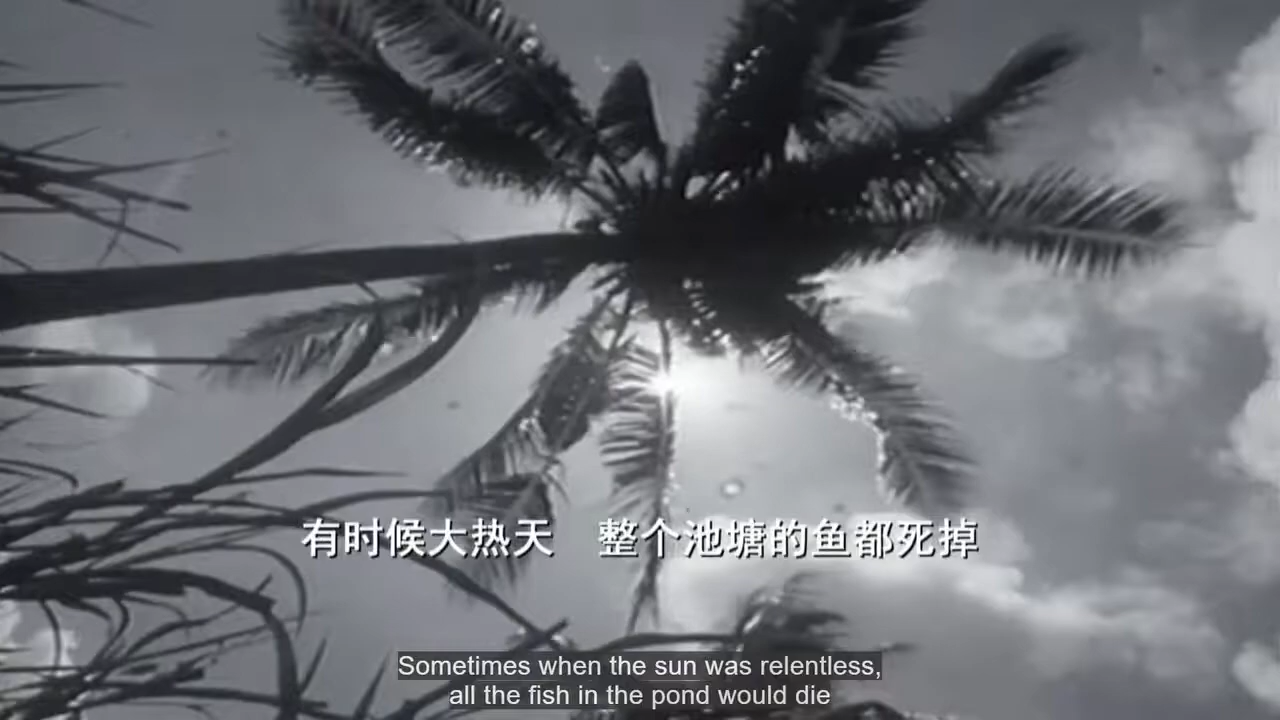 有时候大热天　整个池塘的鱼都死掉
Sometimes when the sun was relentless,
all the fish in the pond would die